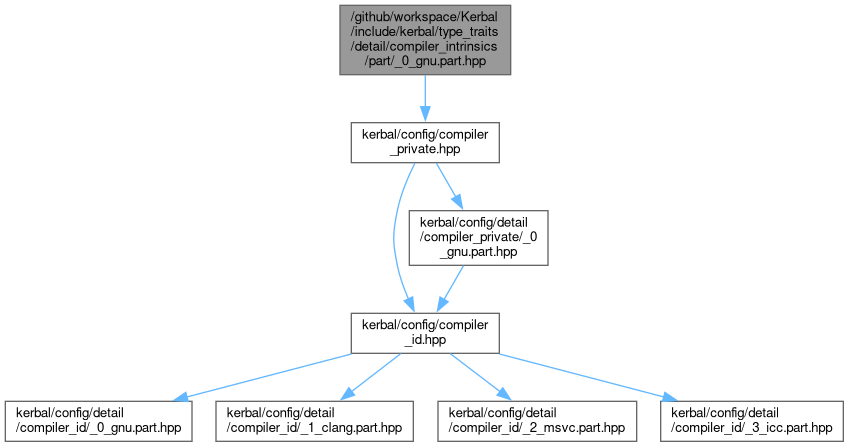 /github/workspace/Kerbal
/include/kerbal/type_traits
/detail/compiler_intrinsics
/part/_0_gnu.part.hpp
kerbal/config/compiler
_private.hpp
kerbal/config/detail
/compiler_private/_0
_gnu.part.hpp
kerbal/config/compiler
_id.hpp
kerbal/config/detail
/compiler_id/_0_gnu.part.hpp
kerbal/config/detail
/compiler_id/_1_clang.part.hpp
kerbal/config/detail
/compiler_id/_2_msvc.part.hpp
kerbal/config/detail
/compiler_id/_3_icc.part.hpp